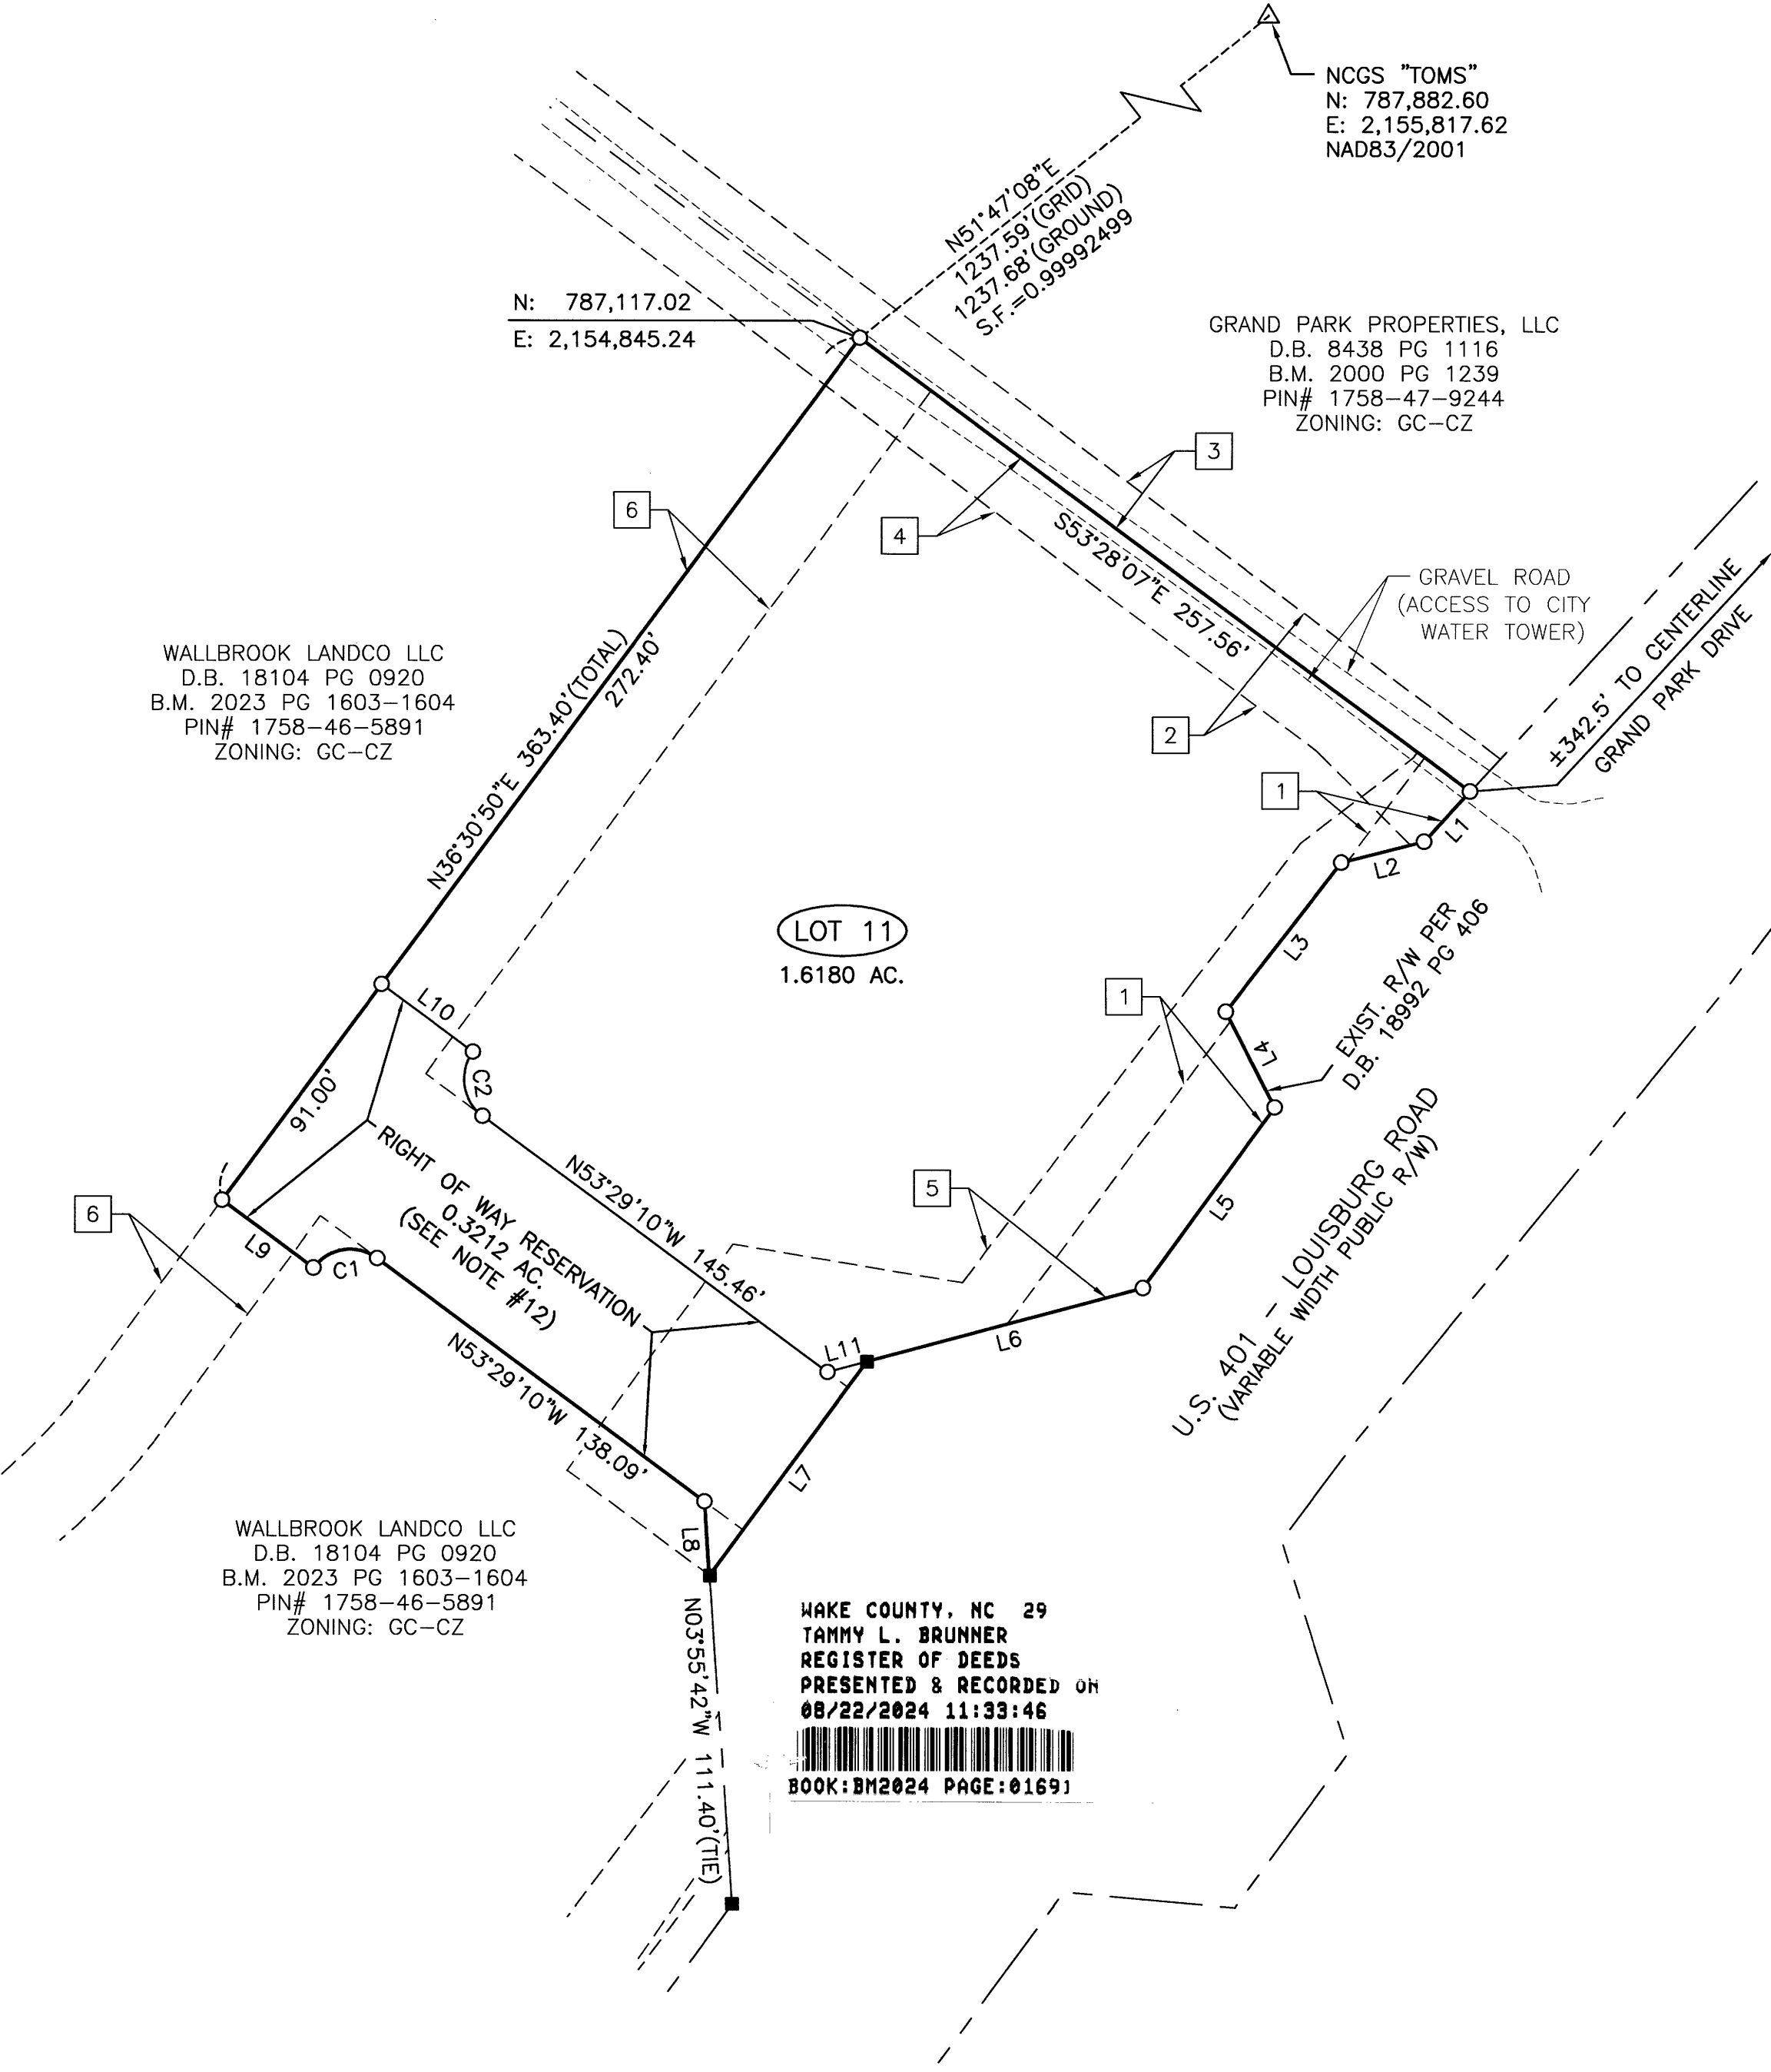 NCGS "TOMS"
N: 787,882.60
E: 2,155,817.62
NAD83/2001
N51°47'08"E
1237.59'(GRID)
1237.68'(GROUND)
S.F.=0.99992499
N: 787,117.02
E: 2,154,845.24
GRAND PARK PROPERTIES, LLC
D.B. 8438 PG 1116
B.M. 2000 PG 1239
PIN# 1758-47-9244
ZONING: GC-CZ
3
6
4
S53°28'07"E 257.56'
GRAVEL ROAD
(ACCESS TO CITY
WATER TOWER)
±342.5' TO CENTERLINE
GRAND PARK DRIVE
WALLBROOK LANDCO LLC
D.B. 18104 PG 0920
B.M. 2023 PG 1603-1604
PIN# 1758-46-5891
ZONING: GC-CZ
N36°30'50"E 363.40'(TOTAL)
272.40'
2
1
L1
L2
LOT 11
1.6180 AC.
L3
EXIST. R/W PER
D.B. 18992 PG 406
1
L10
L4
C2
91.00'
RIGHT OF WAY RESERVATION
0.3212 AC.
(SEE NOTE #12)
N53°29'10"W 145.46'
5
L5
6
L9
C1
U.S. 401 - LOUISBURG ROAD
(VARIABLE WIDTH PUBLIC R/W)
L6
L11
N53°29'10"W 138.09'
L7
L8
WALLBROOK LANDCO LLC
D.B. 18104 PG 0920
B.M. 2023 PG 1603-1604
PIN# 1758-46-5891
ZONING: GC-CZ
N03°55'42"W 111.40'(TIE)
WAKE COUNTY, NC 29
TAMMY L. BRUNNER
REGISTER OF DEEDS
PRESENTED & RECORDED ON
08/22/2024 11:33:46
BOOK:BM2024 PAGE:01691